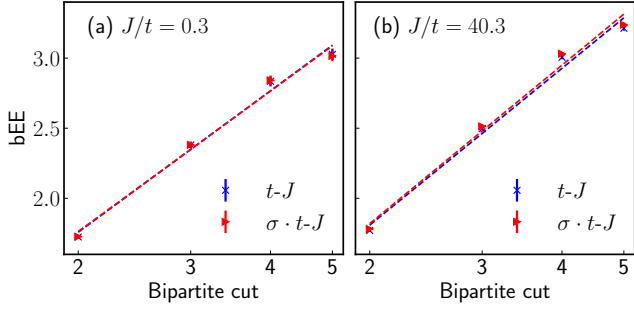 (a) J/t = 0.3
(b) J/t = 40.3
bEE
3.0
2.5
2.0
t-J
σ · t-J
t-J
σ · t-J
2 3 4 5
2 3 4 5
Bipartite cut
Bipartite cut